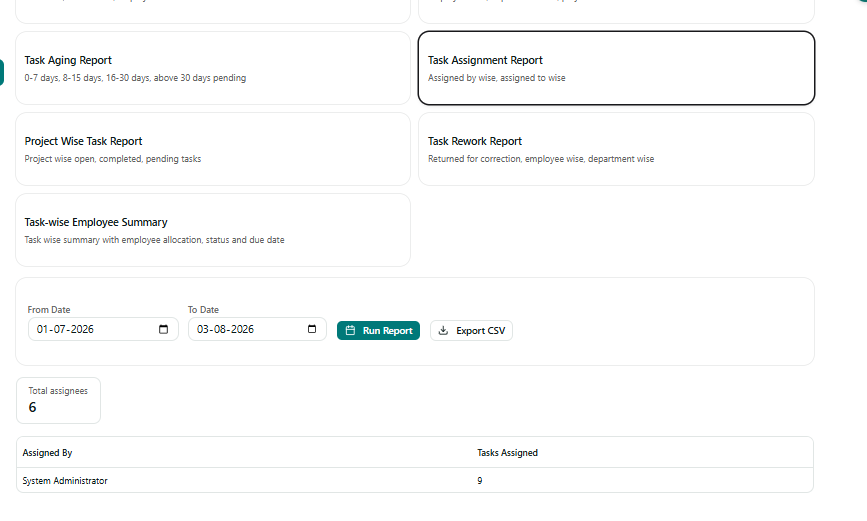 Task Aging Report
0-7 days, 8-15 days, 16-30 days, above 30 days pending
Task Assignment Report
Assigned by wise, assigned to wise
Project Wise Task Report
Project wise open, completed, pending tasks
Task Rework Report
Returned for correction, employee wise, department wise
Task-wise Employee Summary
Task wise summary with employee allocation, status and due date
From Date
To Date
01-07-2026
03-08-2026
Run Report
Export CSV
Total assignees
6
Assigned By Tasks Assigned
System Administrator 9